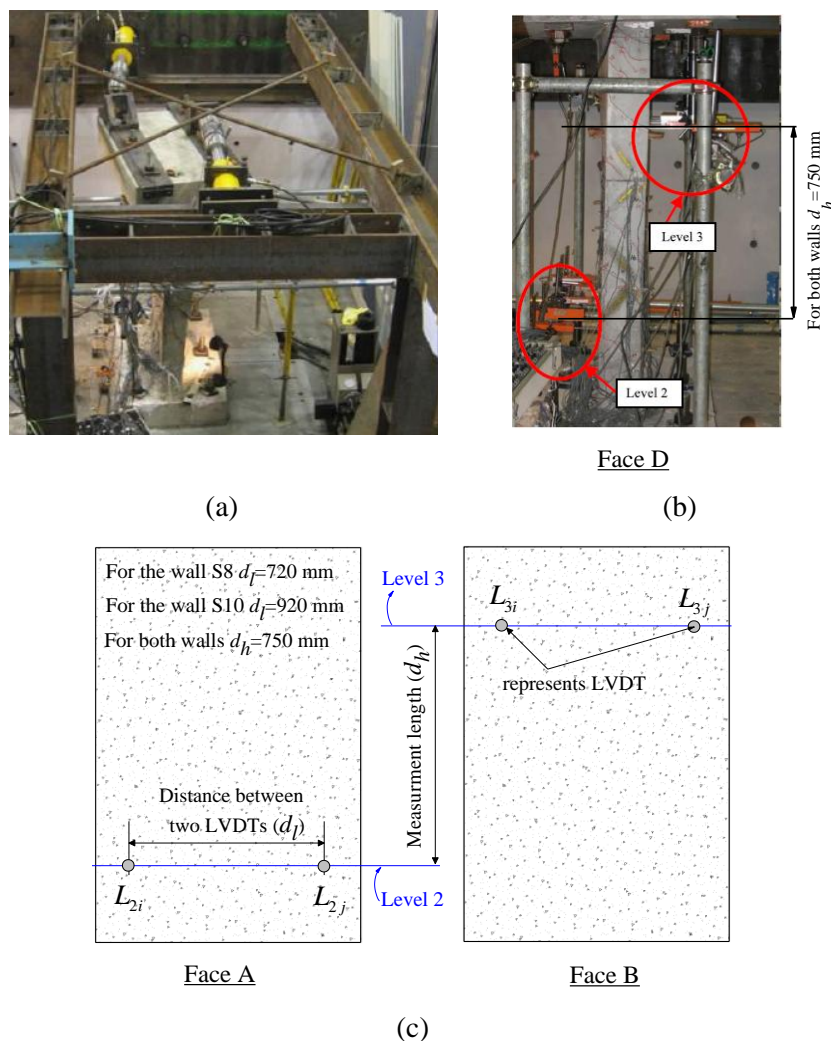 Level 3
Level 2
For both walls d_h=750 mm
Face D
(a)
(b)
For the wall S8 d_l=720 mm
For the wall S10 d_l=920 mm
For both walls d_h=750 mm
Level 3
L_3i
L_3j
represents LVDT
Measurment length (d_h)
Distance between
two LVDTs (d_l)
L_2i
L_2j
Level 2
Face A
Face B
(c)